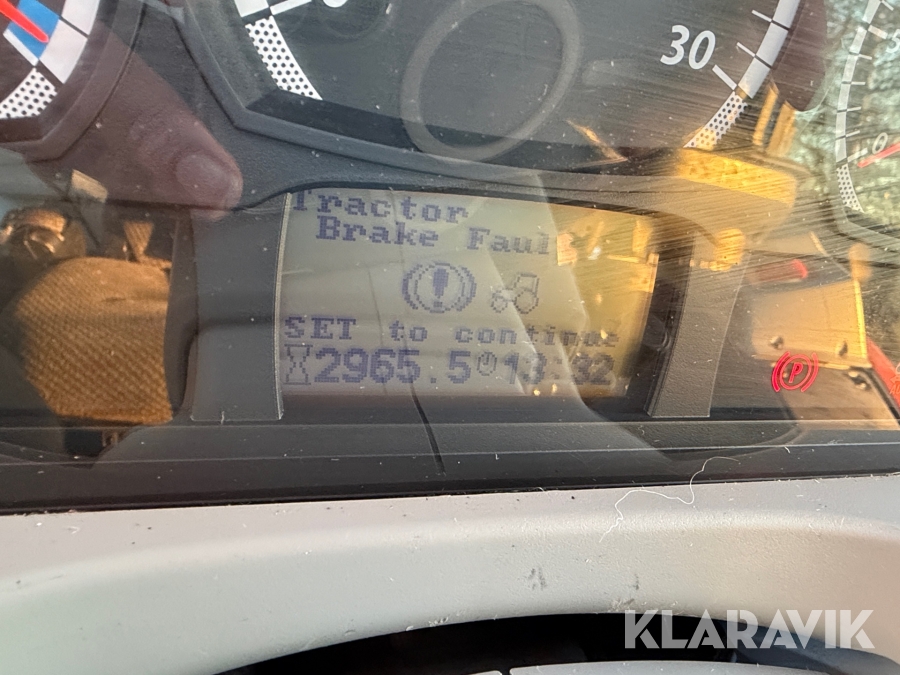 30
Tractor
Brake Fault
SET to continue
2965.5 13:32
P
KLARAVIK